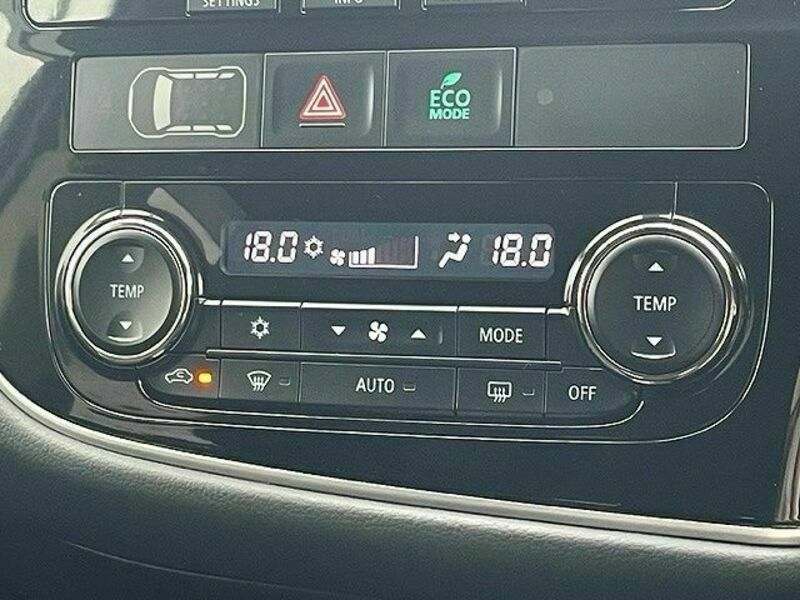 SETTINGS INFO
ECO
MODE
18.0 18.0
TEMP TEMP
MODE
AUTO OFF